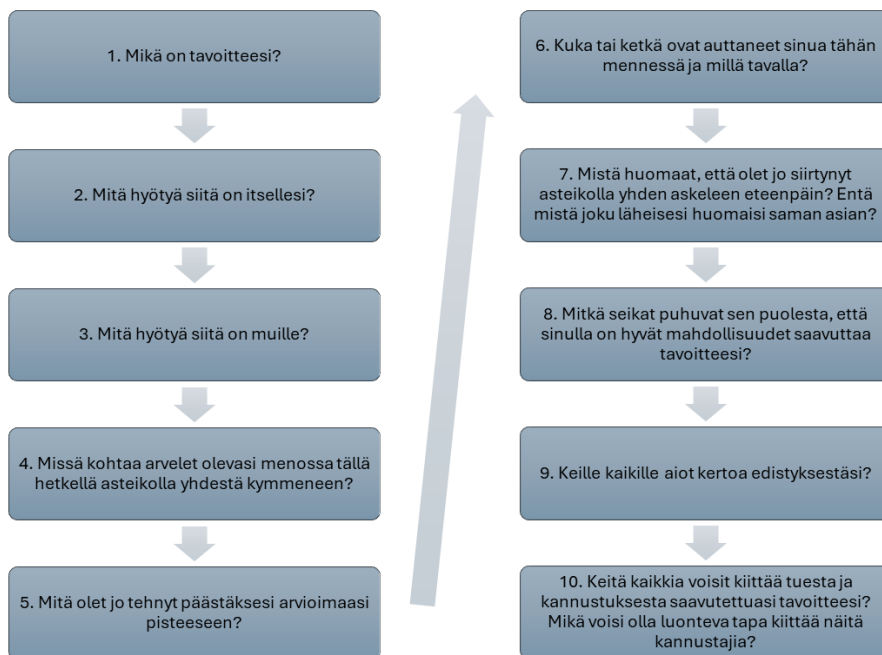 1. Mikä on tavoitteesi?
2. Mitä hyötyä siitä on itsellesi?
3. Mitä hyötyä siitä on muille?
4. Missä kohtaa arvelet olevasi menossa tällä
hetkellä asteikolla yhdestä kymmeneen?
5. Mitä olet jo tehnyt päästäksesi arvioimaasi
pisteeseen?
6. Kuka tai ketkä ovat auttaneet sinua tähän
mennessä ja millä tavalla?
7. Mistä huomaat, että olet jo siirtynyt
asteikolla yhden askeleen eteenpäin? Entä
mistä joku läheisesi huomaisi saman asian?
8. Mitkä seikat puhuvat sen puolesta, että
sinulla on hyvät mahdollisuudet saavuttaa
tavoitteesi?
9. Keille kaikille aiot kertoa edistyksestäsi?
10. Keitä kaikkia voisit kiittää tuesta ja
kannustuksesta saavutettuasi tavoitteesi?
Mikä voisi olla luonteva tapa kiittää näitä
kannustajia?